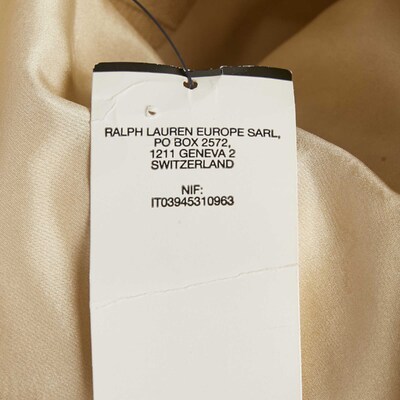 RALPH LAUREN EUROPE SARL,
PO BOX 2572,
1211 GENEVA 2
SWITZERLAND
NIF:
IT03945310963